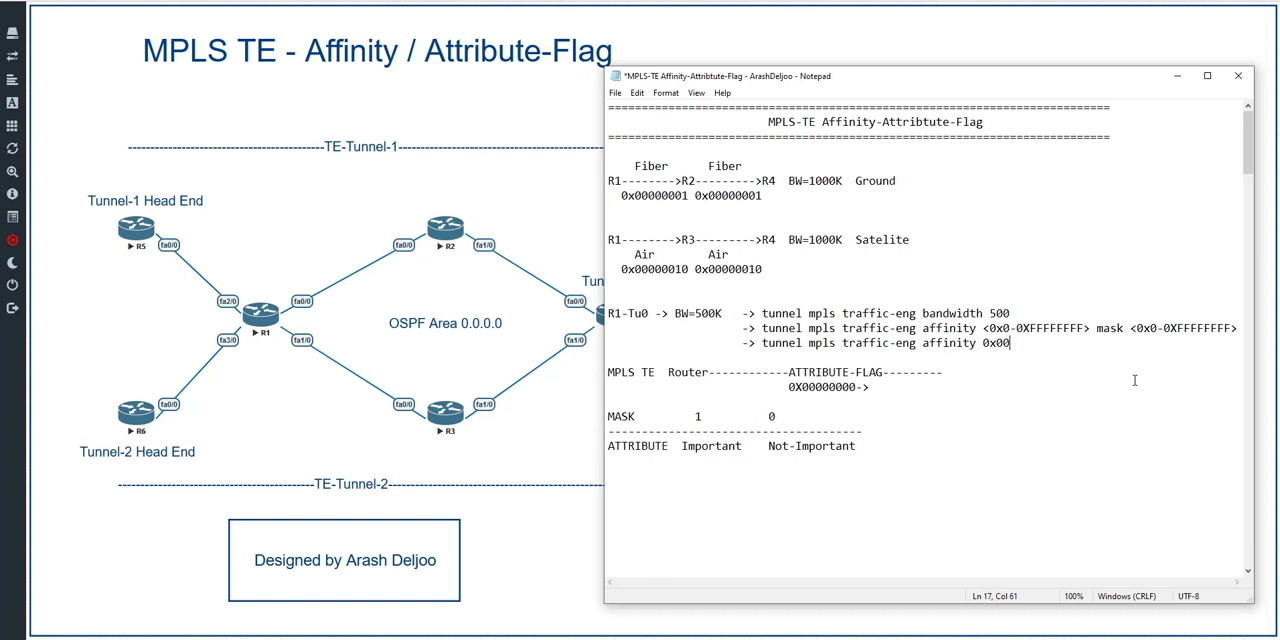 MPLS TE - Affinity / Attribute-Flag
--------------------------------------TE-Tunnel-1----------------------------------------
Tunnel-1 Head End
R5
fa0/0
fa0/0
R2
fa1/0
Tun
fa2/0
fa0/0
R1
OSPF Area 0.0.0.0
fa0/0
fa3/0
fa1/0
fa1/0
R6
fa0/0
fa0/0
R3
fa1/0
Tunnel-2 Head End
--------------------------------------TE-Tunnel-2------------------------------------------
Designed by Arash Deljoo
*MPLS-TE Affinity-Attribtute-Flag - ArashDeljoo - Notepad
File Edit Format View Help
===========================================================================
MPLS-TE Affinity-Attribtute-Flag
===========================================================================
Fiber Fiber
R1-------->R2--------->R4 BW=1000K Ground
0x00000001 0x00000001
R1-------->R3--------->R4 BW=1000K Satelite
Air Air
0x00000010 0x00000010
R1-Tu0 -> BW=500K -> tunnel mpls traffic-eng bandwidth 500
-> tunnel mpls traffic-eng affinity <0x0-0XFFFFFFFF> mask <0x0-0XFFFFFFFF>
-> tunnel mpls traffic-eng affinity 0x00
MPLS TE Router------------ATTRIBUTE-FLAG---------
0X00000000->
MASK 1 0
--------------------------------------
ATTRIBUTE Important Not-Important
Ln 17, Col 61 100% Windows (CRLF) UTF-8